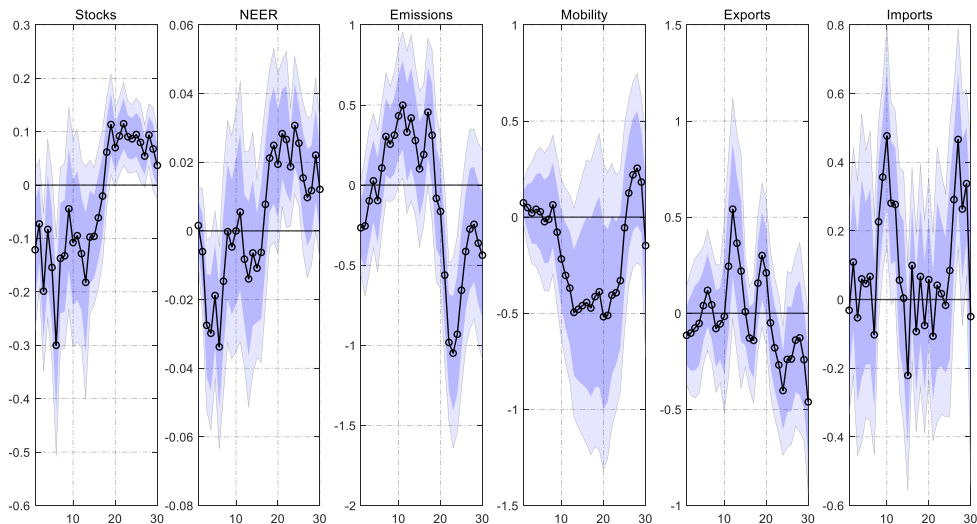 Stocks NEER Emissions Mobility Exports Imports
0.3 0.06 1 1 1.5 0.8
0.2 0.04 0.5 0.5 1 0.6
0.1 0.02 0 0 0.5 0.4
0 0 -0.5 -0.5 0 0.2
-0.1 -0.02 -1 -1 -0.5 0
-0.2 -0.04 -1.5 -1.5 -1 -0.2
-0.3 -0.06 -2 -0.4
-0.4 -0.08 -0.6
-0.5
-0.6
10 20 30 10 20 30 10 20 30 10 20 30 10 20 30 10 20 30